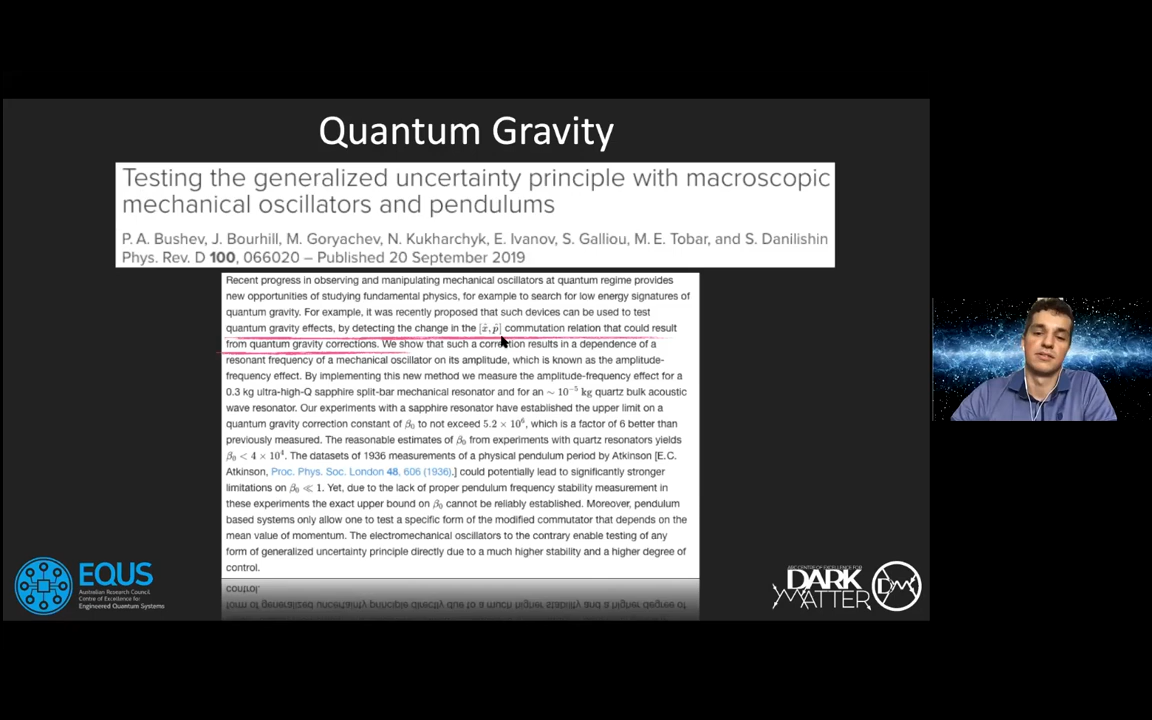 Quantum Gravity
Testing the generalized uncertainty principle with macroscopic
mechanical oscillators and pendulums
P. A. Bushev, J. Bourhill, M. Goryachev, N. Kukharchyk, E. Ivanov, S. Galliou, M. E. Tobar, and S. Danilishin
Phys. Rev. D 100, 066020 – Published 20 September 2019
Recent progress in observing and manipulating mechanical oscillators at quantum regime provides
new opportunities of studying fundamental physics, for example to search for low energy signatures of
quantum gravity. For example, it was recently proposed that such devices can be used to test
quantum gravity effects, by detecting the change in the [x̂, p̂] commutation relation that could result
from quantum gravity corrections. We show that such a correction results in a dependence of a
resonant frequency of a mechanical oscillator on its amplitude, which is known as the amplitude-
frequency effect. By implementing this new method we measure the amplitude-frequency effect for a
0.3 kg ultra-high-Q sapphire split-bar mechanical resonator and for an ∼ 10⁻⁵ kg quartz bulk acoustic
wave resonator. Our experiments with a sapphire resonator have established the upper limit on a
quantum gravity correction constant of β₀ to not exceed 5.2 × 10⁶, which is a factor of 6 better than
previously measured. The reasonable estimates of β₀ from experiments with quartz resonators yields
β₀ < 4 × 10⁴. The datasets of 1936 measurements of a physical pendulum period by Atkinson [E.C.
Atkinson, Proc. Phys. Soc. London 48, 606 (1936).] could potentially lead to significantly stronger
limitations on β₀ ≪ 1. Yet, due to the lack of proper pendulum frequency stability measurement in
these experiments the exact upper bound on β₀ cannot be reliably established. Moreover, pendulum
based systems only allow one to test a specific form of the modified commutator that depends on the
mean value of momentum. The electromechanical oscillators to the contrary enable testing of any
form of generalized uncertainty principle directly due to a much higher stability and a higher degree of
control.
EQUS
Australian Research Council
Centre of Excellence for
Engineered Quantum Systems
ARC CENTRE OF EXCELLENCE FOR
DARK
MATTER